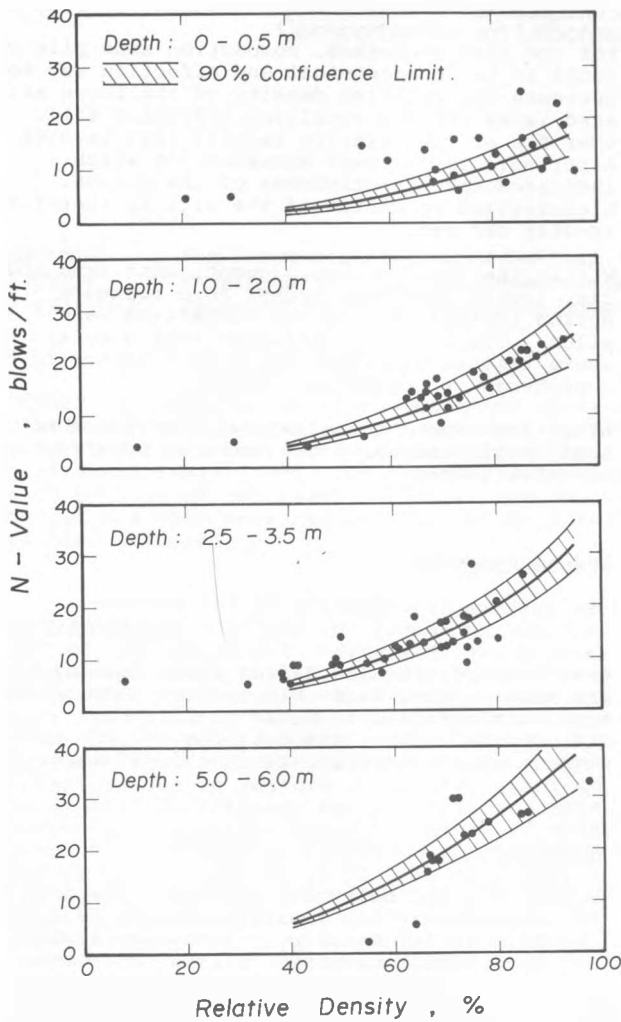 40
Depth : 0 – 0.5 m
90% Confidence Limit .
30
20
10
0
40
Depth : 1.0 – 2.0 m
30
20
10
0
40
Depth : 2.5 – 3.5 m
30
20
10
0
40
Depth : 5.0 – 6.0 m
30
20
10
0
N – Value , blows/ft.
0 20 40 60 80 100
Relative Density , %